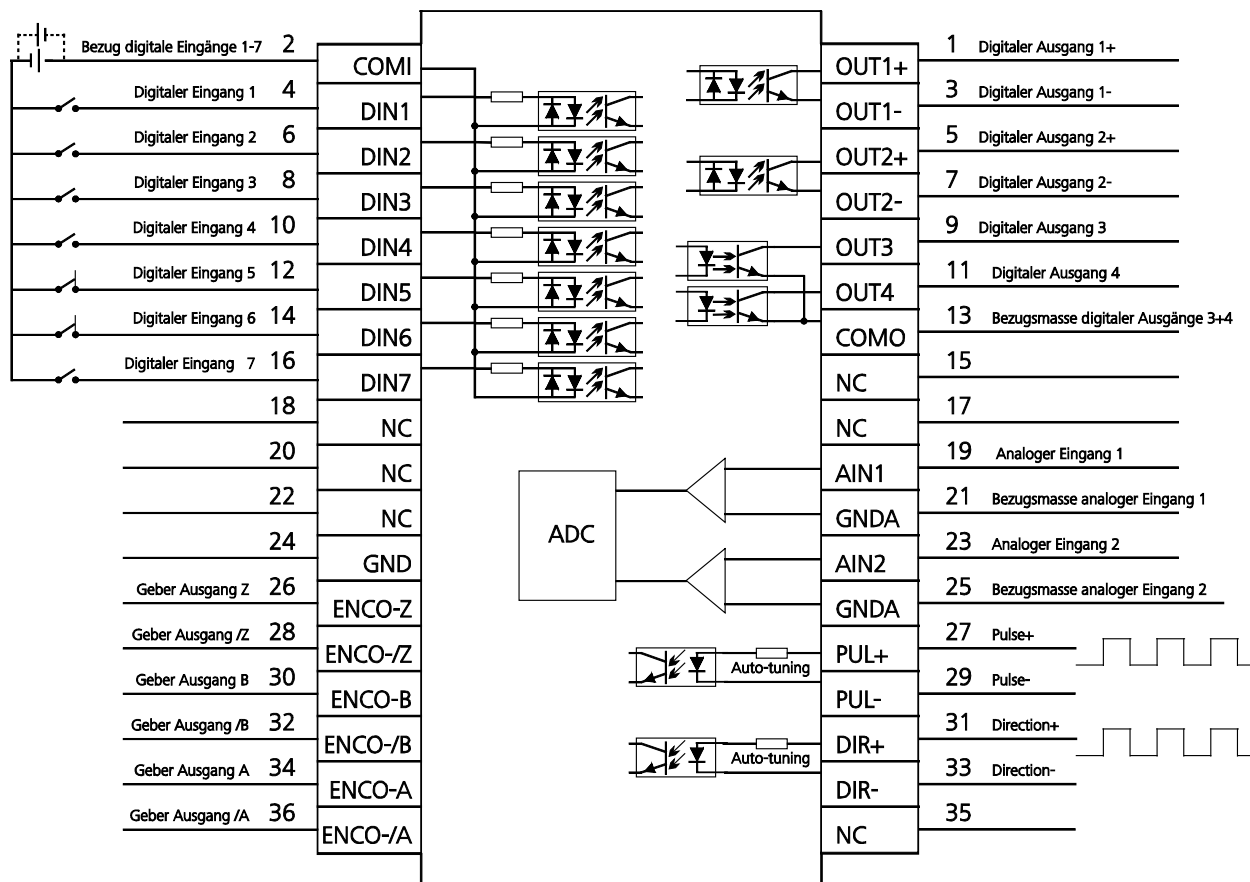 Bezug digitale Eingänge 1-7 2 COMI
Digitaler Eingang 1 4 DIN1
Digitaler Eingang 2 6 DIN2
Digitaler Eingang 3 8 DIN3
Digitaler Eingang 4 10 DIN4
Digitaler Eingang 5 12 DIN5
Digitaler Eingang 6 14 DIN6
Digitaler Eingang 7 16 DIN7
18 NC
20 NC
22 NC
24 GND
Geber Ausgang Z 26 ENCO-Z
Geber Ausgang /Z 28 ENCO-/Z
Geber Ausgang B 30 ENCO-B
Geber Ausgang /B 32 ENCO-/B
Geber Ausgang A 34 ENCO-A
Geber Ausgang /A 36 ENCO-/A
ADC
Auto-tuning
Auto-tuning
OUT1+ 1 Digitaler Ausgang 1+
OUT1- 3 Digitaler Ausgang 1-
OUT2+ 5 Digitaler Ausgang 2+
OUT2- 7 Digitaler Ausgang 2-
OUT3 9 Digitaler Ausgang 3
OUT4 11 Digitaler Ausgang 4
COMO 13 Bezugsmasse digitaler Ausgänge 3+4
NC 15
NC 17
AIN1 19 Analoger Eingang 1
GNDA 21 Bezugsmasse analoger Eingang 1
AIN2 23 Analoger Eingang 2
GNDA 25 Bezugsmasse analoger Eingang 2
PUL+ 27 Pulse+
PUL- 29 Pulse-
DIR+ 31 Direction+
DIR- 33 Direction-
NC 35